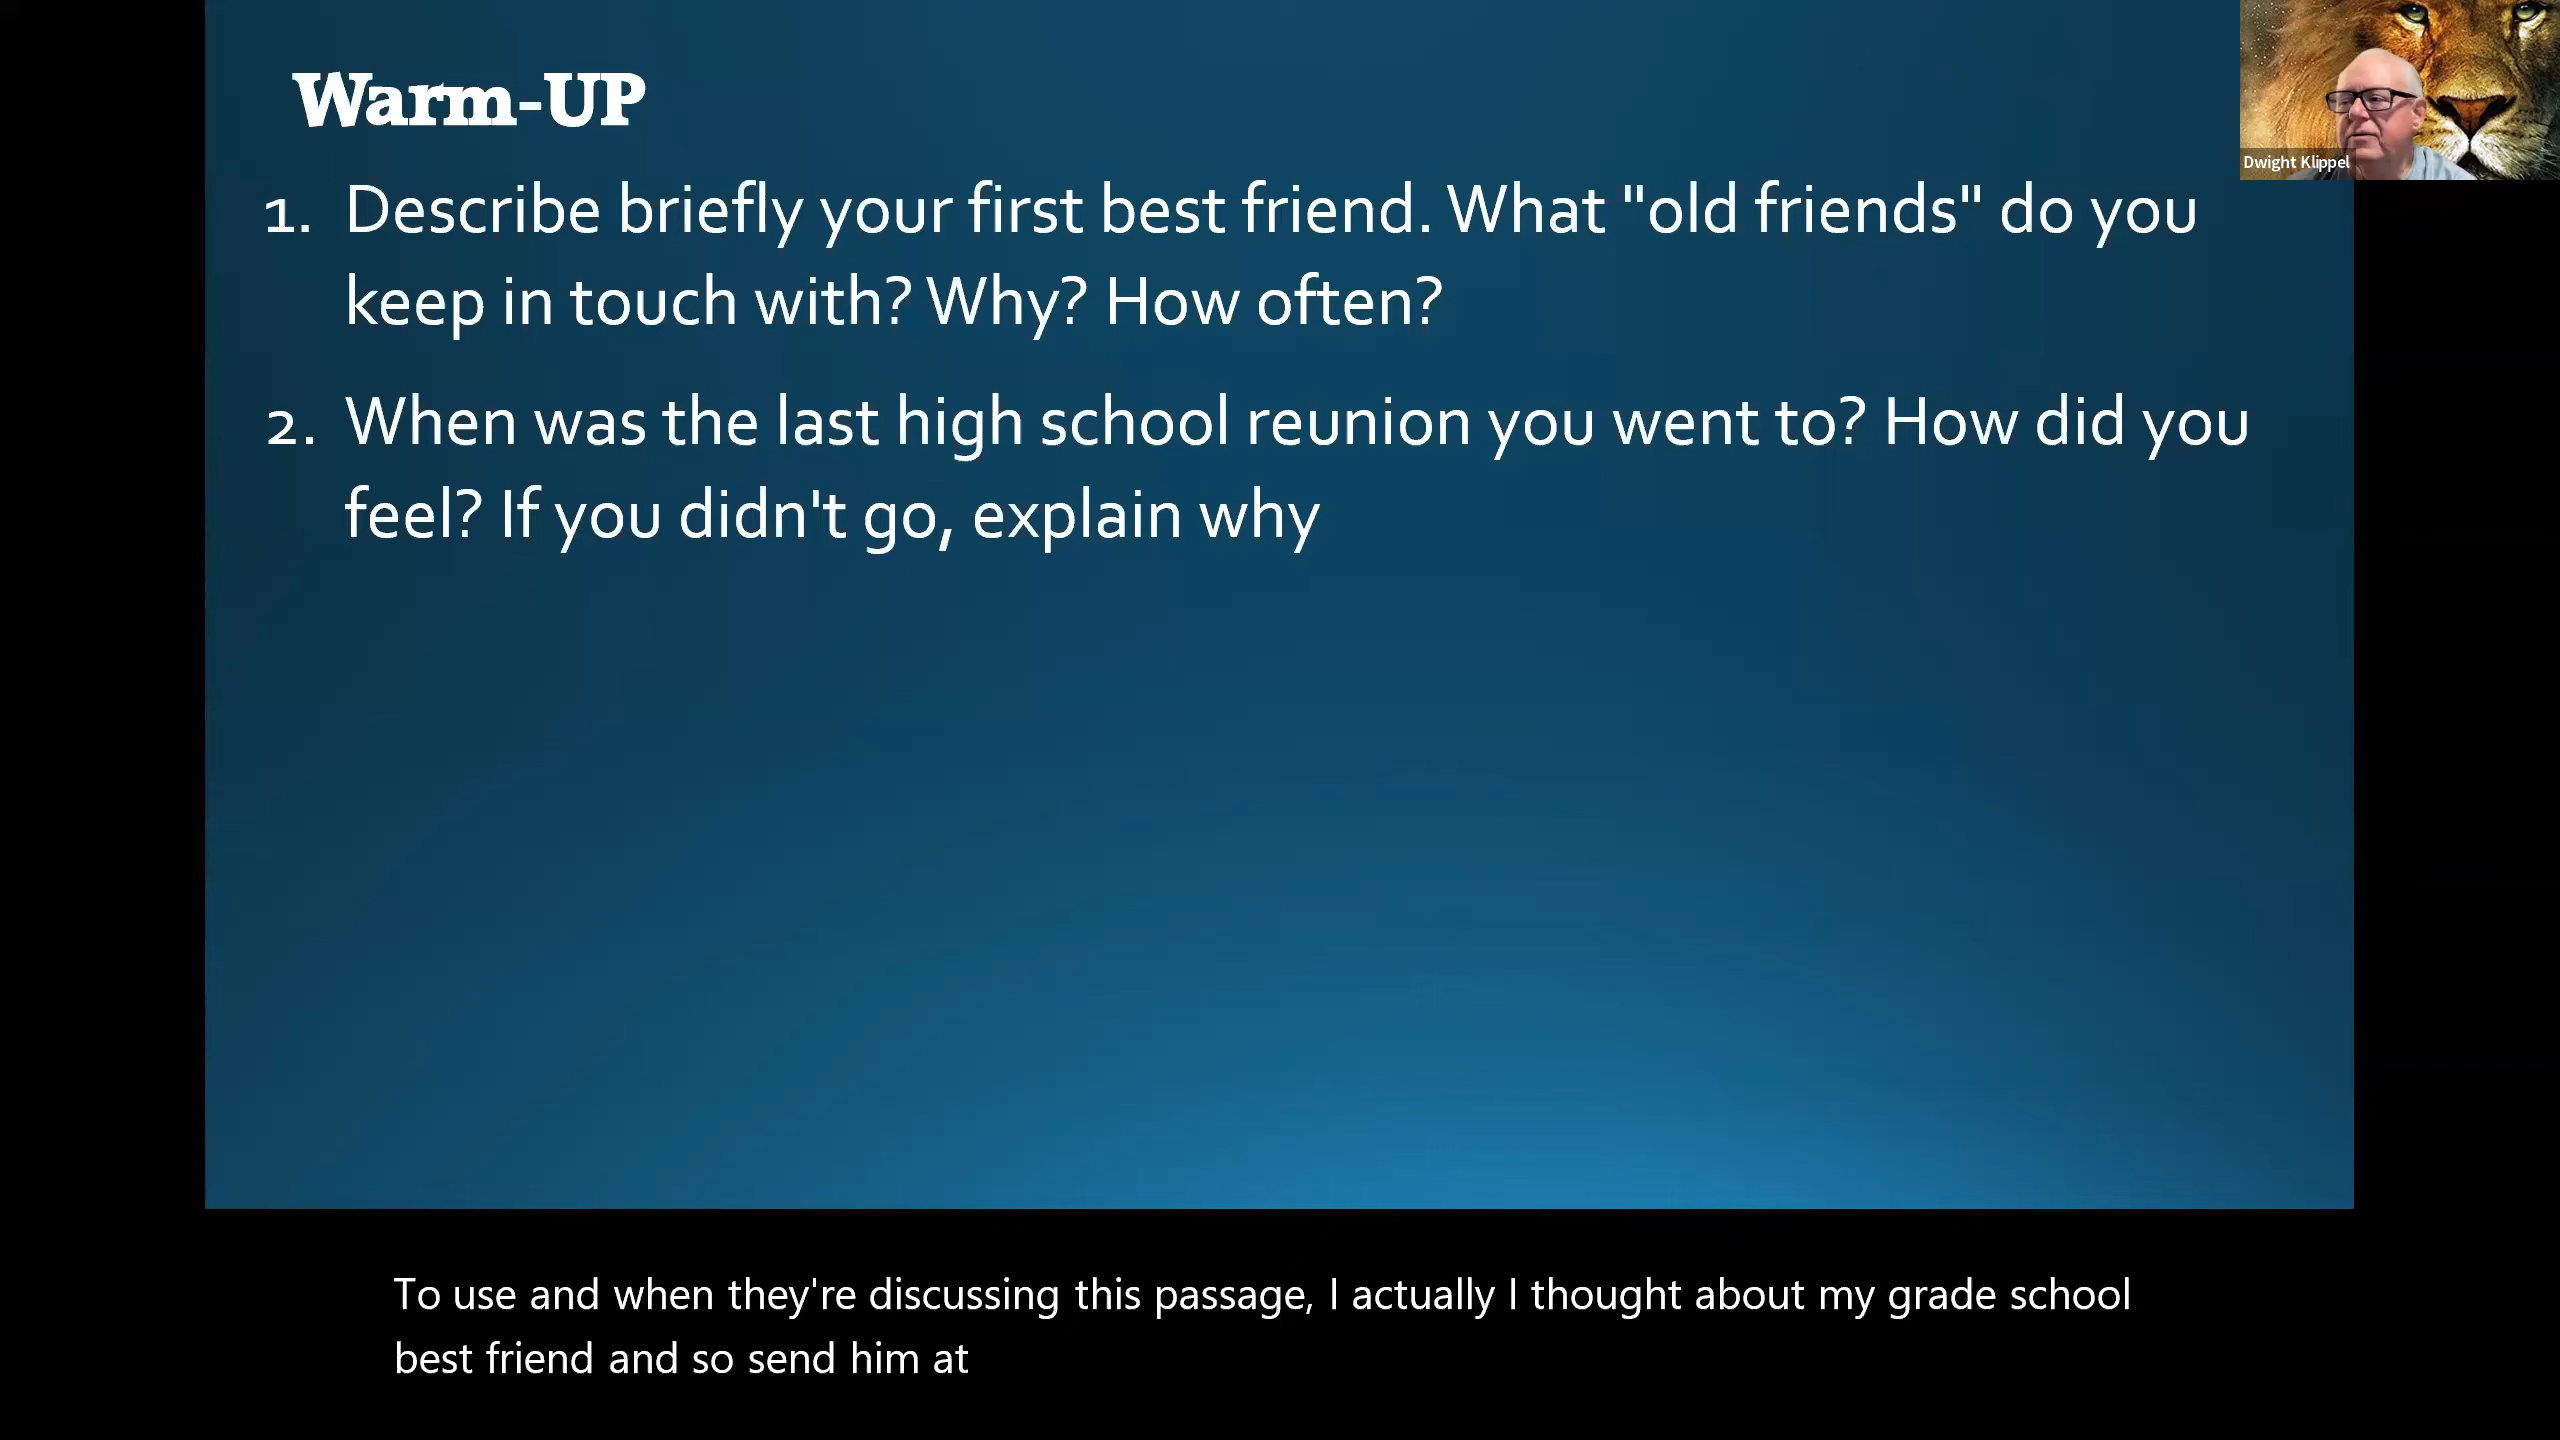 Warm-UP
Dwight Klippel
1. Describe briefly your first best friend. What "old friends" do you
keep in touch with? Why? How often?
2. When was the last high school reunion you went to? How did you
feel? If you didn't go, explain why
To use and when they're discussing this passage, I actually I thought about my grade school
best friend and so send him at